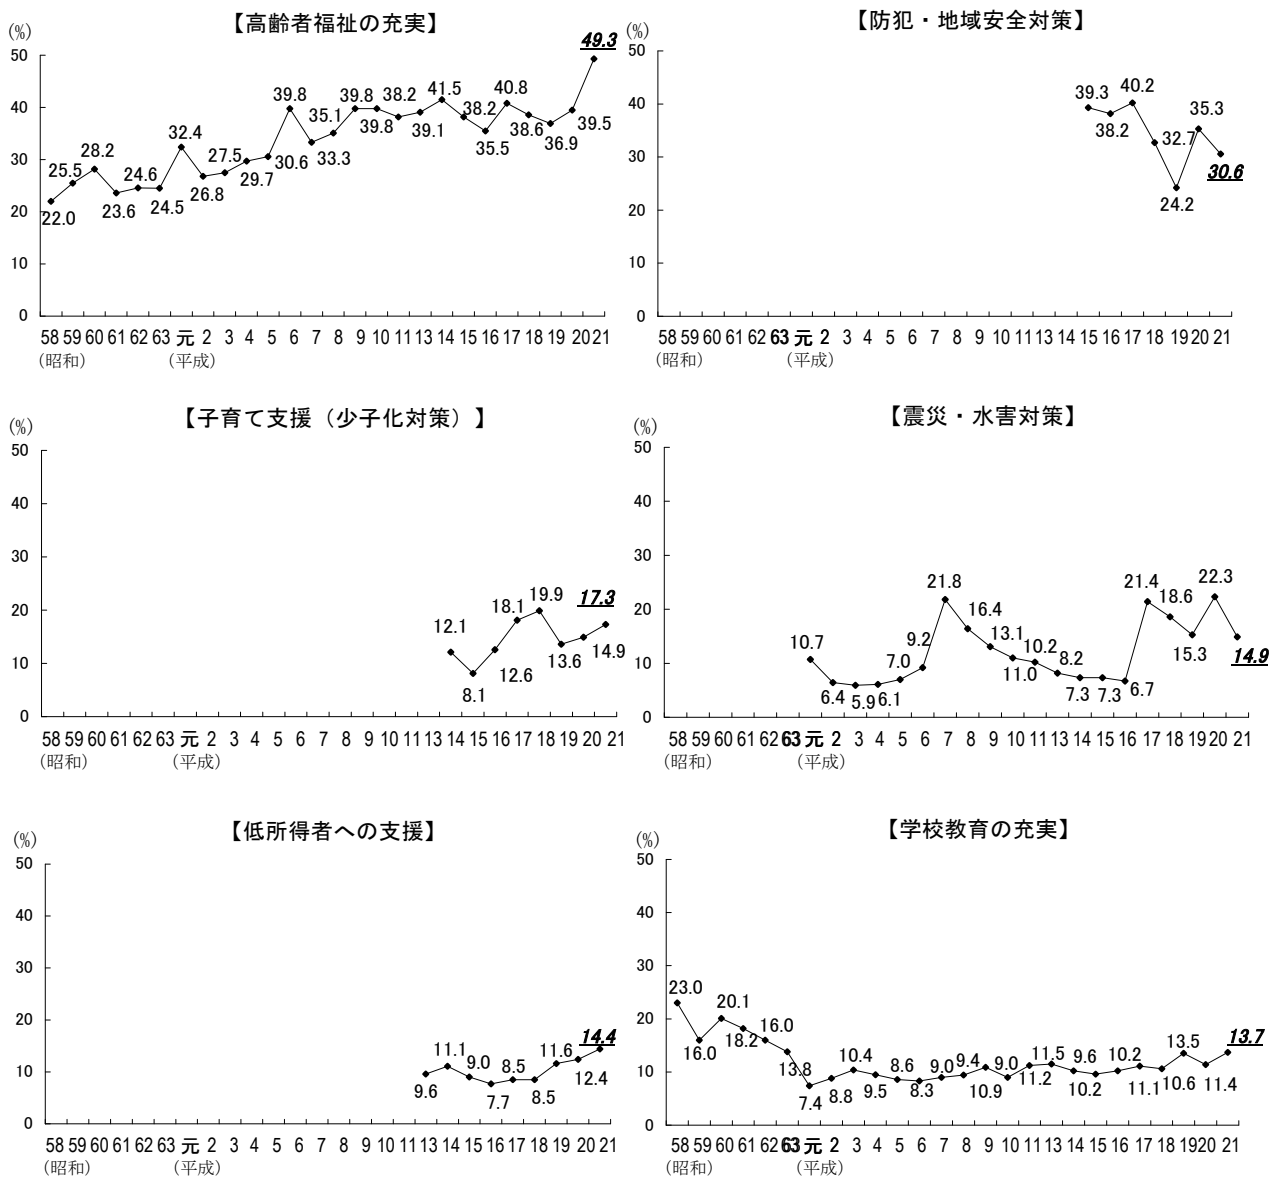 【高齢者福祉の充実】
(%)
50
40
30
20
10
0
22.0 25.5 28.2 23.6 24.6 24.5 32.4 26.8 27.5 29.7 30.6 39.8 33.3 35.1 39.8 39.8 38.2 39.1 41.5 38.2 35.5 40.8 38.6 36.9 39.5 49.3
58 59 60 61 62 63 元 2 3 4 5 6 7 8 9 10 11 13 14 15 16 17 18 19 20 21
(昭和) (平成)
【防犯・地域安全対策】
(%)
50
40
30
20
10
0
39.3 38.2 40.2 32.7 24.2 35.3 30.6
58 59 60 61 62 63 元 2 3 4 5 6 7 8 9 10 11 13 14 15 16 17 18 19 20 21
(昭和) (平成)
【子育て支援（少子化対策）】
(%)
50
40
30
20
10
0
12.1 8.1 12.6 18.1 19.9 13.6 14.9 17.3
58 59 60 61 62 63 元 2 3 4 5 6 7 8 9 10 11 13 14 15 16 17 18 19 20 21
(昭和) (平成)
【震災・水害対策】
(%)
50
40
30
20
10
0
10.7 6.4 5.9 6.1 7.0 9.2 21.8 16.4 13.1 11.0 10.2 8.2 7.3 7.3 6.7 21.4 18.6 15.3 22.3 14.9
58 59 60 61 62 63 元 2 3 4 5 6 7 8 9 10 11 13 14 15 16 17 18 19 20 21
(昭和) (平成)
【低所得者への支援】
(%)
50
40
30
20
10
0
9.6 11.1 9.0 7.7 8.5 8.5 11.6 12.4 14.4
58 59 60 61 62 63 元 2 3 4 5 6 7 8 9 10 11 13 14 15 16 17 18 19 20 21
(昭和) (平成)
【学校教育の充実】
(%)
50
40
30
20
10
0
23.0 16.0 20.1 18.2 16.0 13.8 7.4 8.8 10.4 9.5 8.6 8.3 9.0 9.4 10.9 9.0 11.2 11.5 10.2 9.6 10.2 11.1 10.6 13.5 11.4 13.7
58 59 60 61 62 63 元 2 3 4 5 6 7 8 9 10 11 13 14 15 16 17 18 19 20 21
(昭和) (平成)